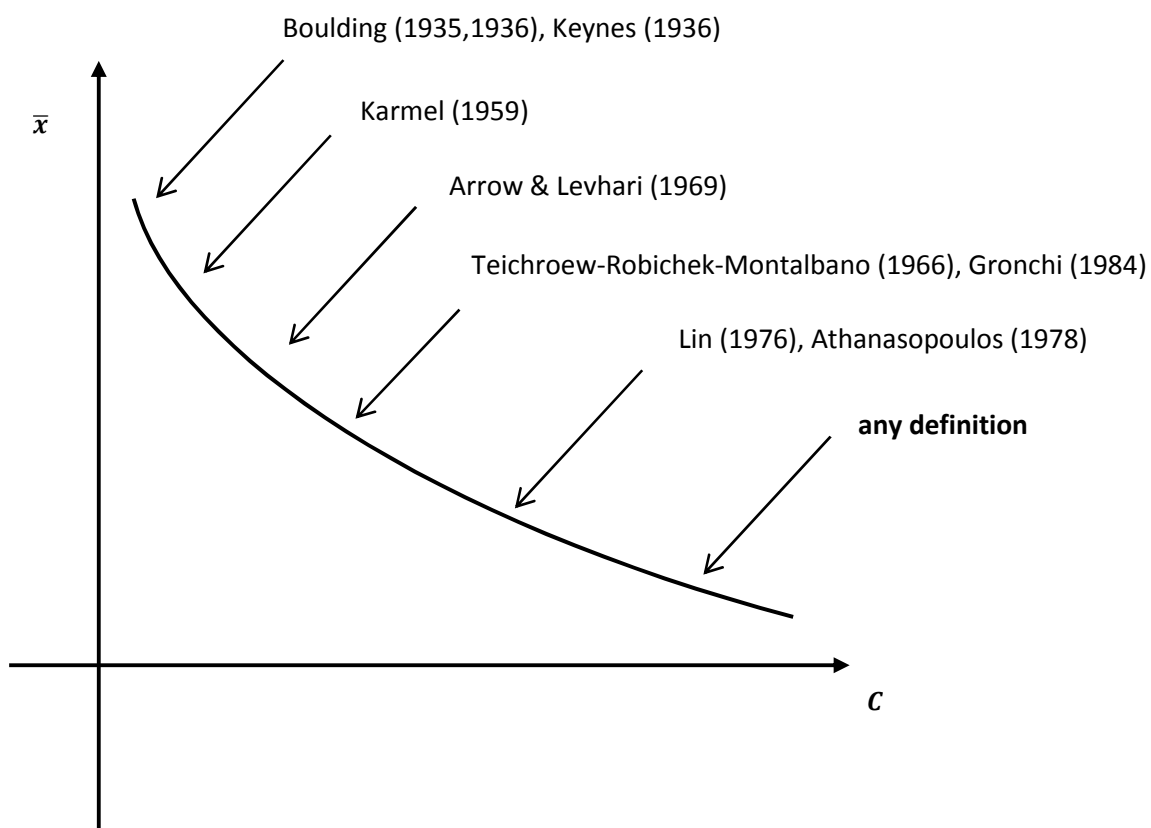 Boulding (1935,1936), Keynes (1936)
x̅
Karmel (1959)
Arrow & Levhari (1969)
Teichroew-Robichek-Montalbano (1966), Gronchi (1984)
Lin (1976), Athanasopoulos (1978)
any definition
C